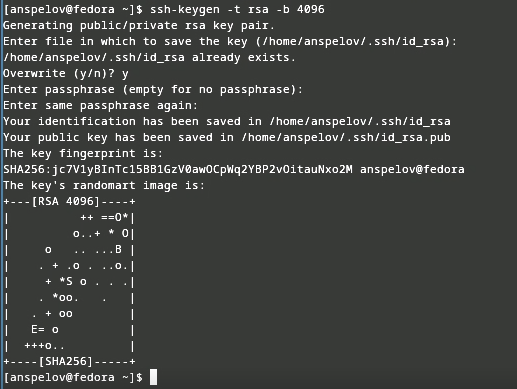 [anspelov@fedora ~]$ ssh-keygen -t rsa -b 4096
Generating public/private rsa key pair.
Enter file in which to save the key (/home/anspelov/.ssh/id_rsa):
/home/anspelov/.ssh/id_rsa already exists.
Overwrite (y/n)? y
Enter passphrase (empty for no passphrase):
Enter same passphrase again:
Your identification has been saved in /home/anspelov/.ssh/id_rsa
Your public key has been saved in /home/anspelov/.ssh/id_rsa.pub
The key fingerprint is:
SHA256:jc7V1yBInTc15BB1GzV0awOCpWq2YBP2vOitauNxo2M anspelov@fedora
The key's randomart image is:
+---[RSA 4096]----+
|          ++ ==O*|
|         o..+ * O|
|     o   .. ...B |
|    . + .o . ..o.|
|     + *S o . . .|
|    . *oo.   .   |
|   . + oo        |
|   E= o          |
|  +++o..         |
+----[SHA256]-----+
[anspelov@fedora ~]$